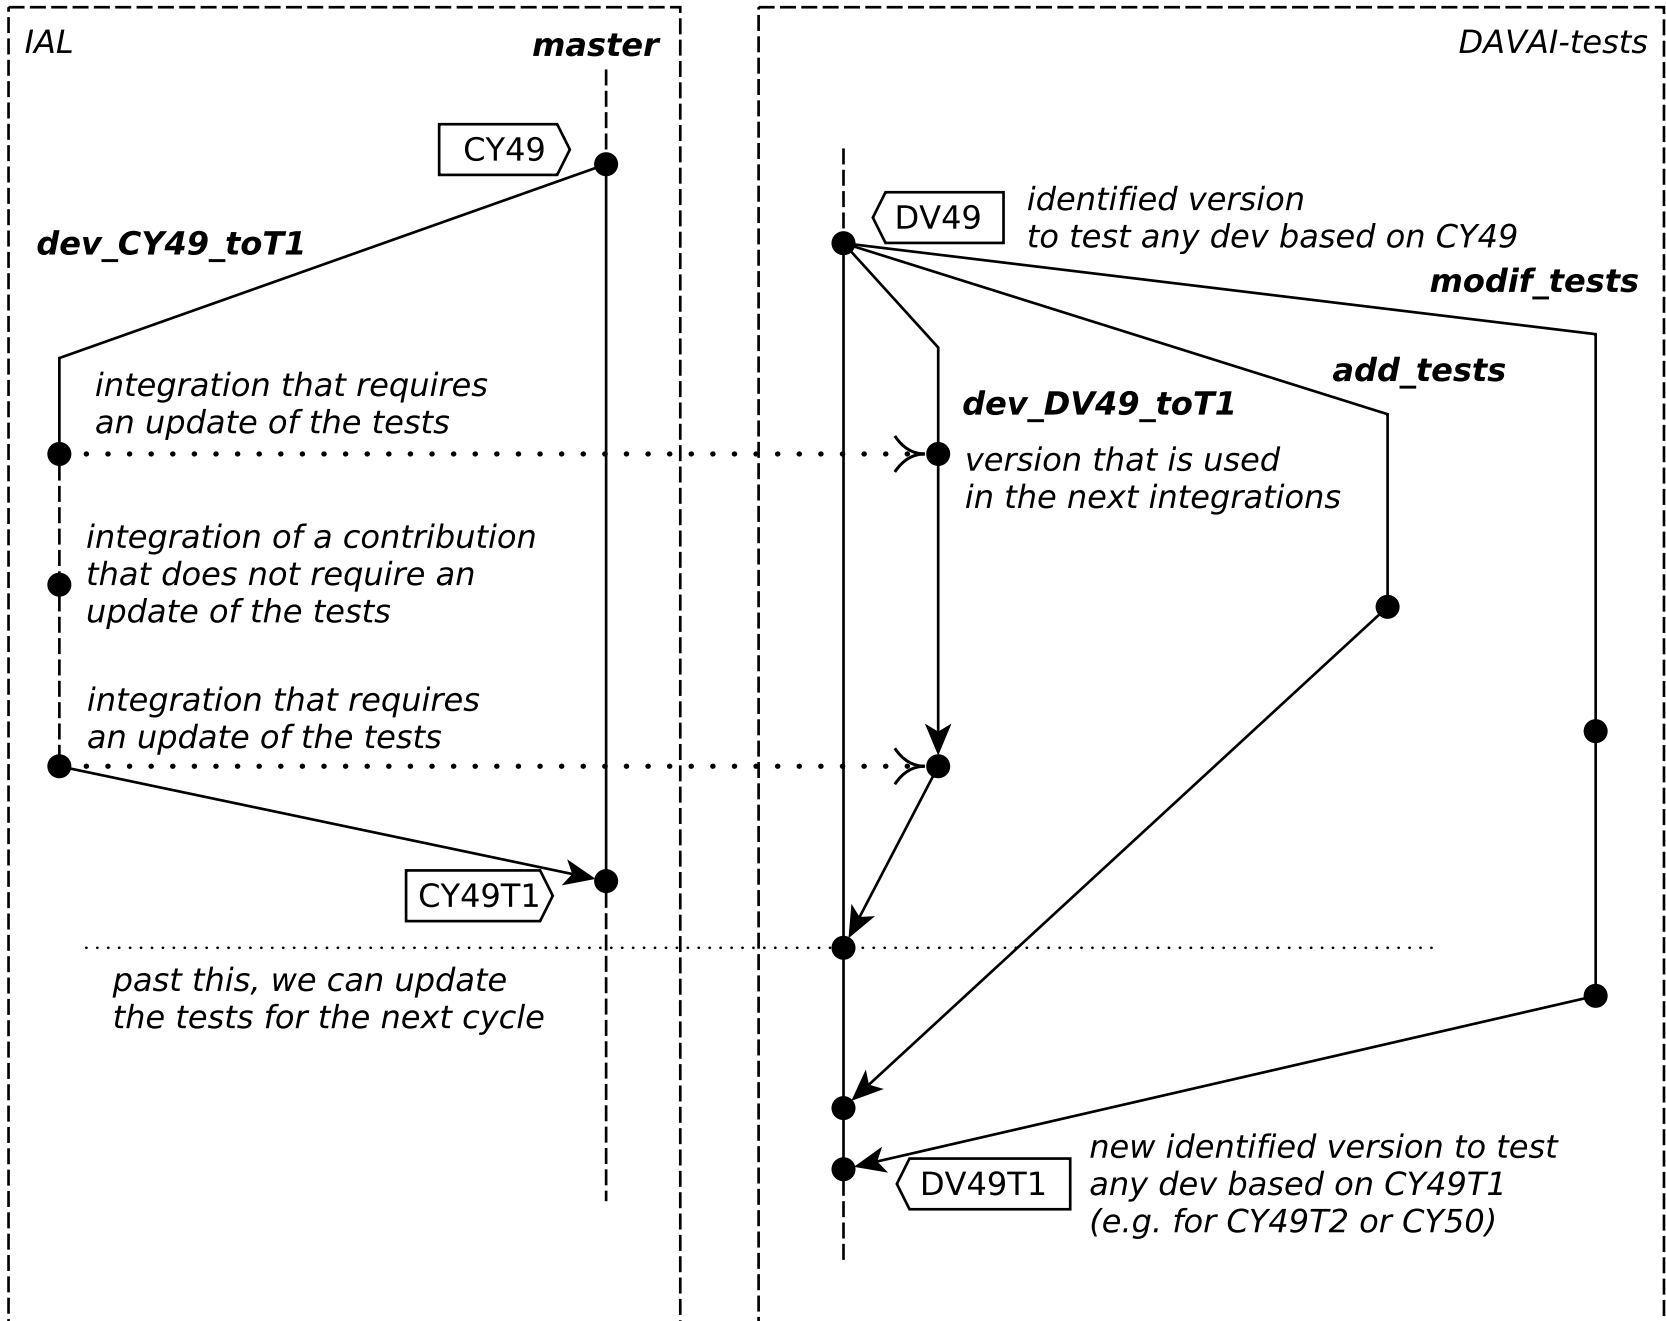 IAL
master
CY49
dev_CY49_toT1
integration that requires
an update of the tests
integration of a contribution
that does not require an
update of the tests
integration that requires
an update of the tests
CY49T1
past this, we can update
the tests for the next cycle
DAVAI-tests
DV49
identified version
to test any dev based on CY49
modif_tests
add_tests
dev_DV49_toT1
version that is used
in the next integrations
DV49T1
new identified version to test
any dev based on CY49T1
(e.g. for CY49T2 or CY50)